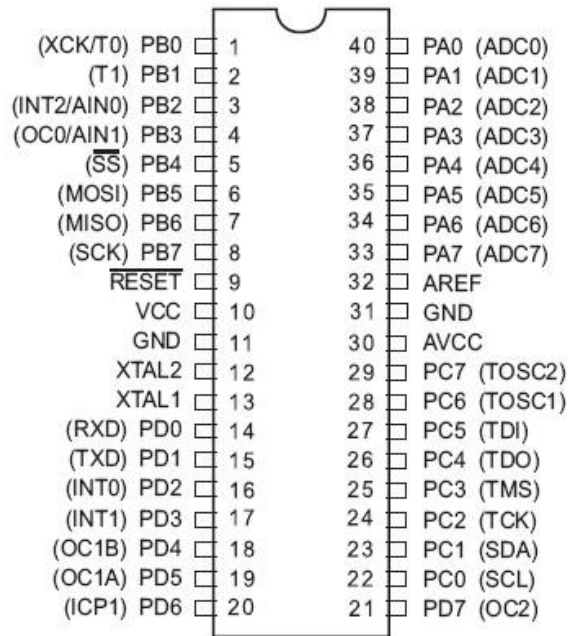 (XCK/T0) PB0 1 40 PA0 (ADC0)
(T1) PB1 2 39 PA1 (ADC1)
(INT2/AIN0) PB2 3 38 PA2 (ADC2)
(OC0/AIN1) PB3 4 37 PA3 (ADC3)
(S̅S̅) PB4 5 36 PA4 (ADC4)
(MOSI) PB5 6 35 PA5 (ADC5)
(MISO) PB6 7 34 PA6 (ADC6)
(SCK) PB7 8 33 PA7 (ADC7)
R̅E̅S̅E̅T̅ 9 32 AREF
VCC 10 31 GND
GND 11 30 AVCC
XTAL2 12 29 PC7 (TOSC2)
XTAL1 13 28 PC6 (TOSC1)
(RXD) PD0 14 27 PC5 (TDI)
(TXD) PD1 15 26 PC4 (TDO)
(INT0) PD2 16 25 PC3 (TMS)
(INT1) PD3 17 24 PC2 (TCK)
(OC1B) PD4 18 23 PC1 (SDA)
(OC1A) PD5 19 22 PC0 (SCL)
(ICP1) PD6 20 21 PD7 (OC2)